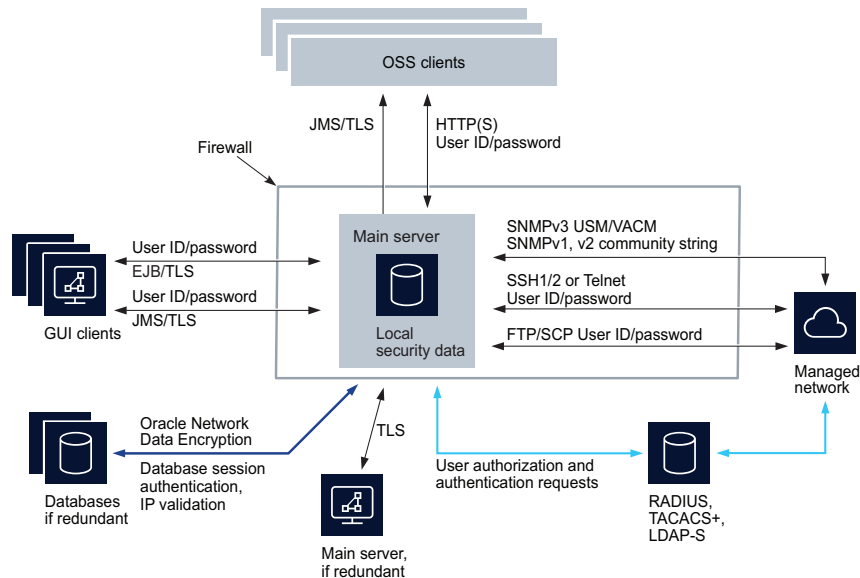 OSS clients
JMS/TLS
HTTP(S)
User ID/password
Firewall
Main server
Local
security data
User ID/password
EJB/TLS
User ID/password
JMS/TLS
GUI clients
SNMPv3 USM/VACM
SNMPv1, v2 community string
SSH1/2 or Telnet
User ID/password
FTP/SCP User ID/password
Managed
network
Oracle Network
Data Encryption
Database session
authentication,
IP validation
Databases
if redundant
TLS
Main server,
if redundant
User authorization and
authentication requests
RADIUS,
TACACS+,
LDAP-S